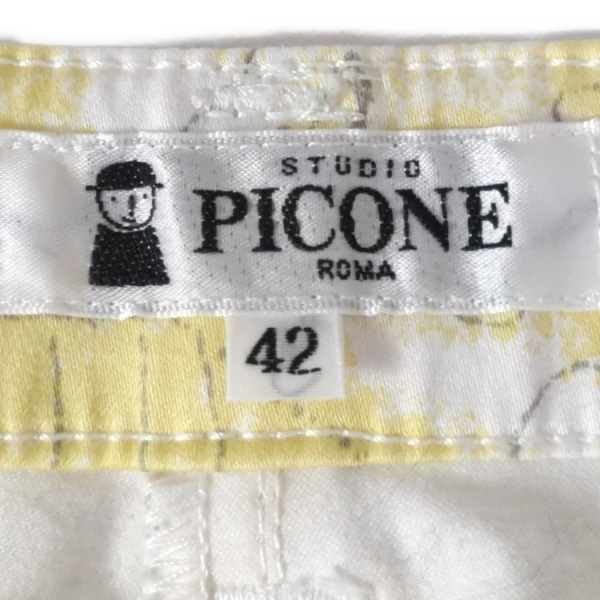 STUDIO
PICONE
ROMA
42